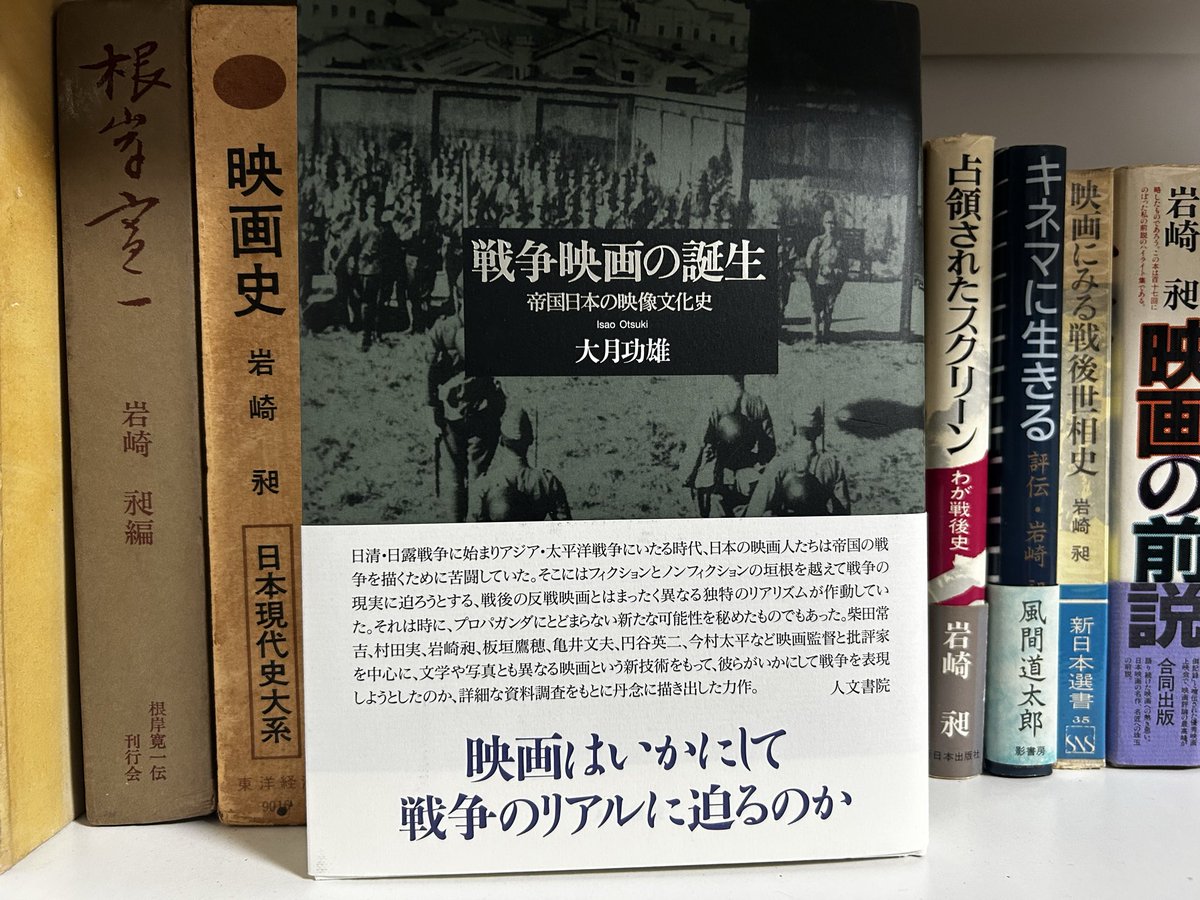 根岸寛一
岩崎 昶編
根岸寛一伝
刊行会
映画史
岩崎 昶
日本現代史大系
東洋経
戦争映画の誕生
帝国日本の映像文化史
Isao Otsuki
大月功雄
日清・日露戦争に始まりアジア・太平洋戦争にいたる時代、日本の映画人たちは帝国の戦
争を描くために苦闘していた。そこにはフィクションとノンフィクションの垣根を越えて戦争の
現実に迫ろうとする、戦後の反戦映画とはまったく異なる独特のリアリズムが作動してい
た。それは時に、プロパガンダにとどまらない新たな可能性を秘めたものでもあった。柴田常
吉、村田実、岩崎昶、板垣鷹穂、亀井文夫、円谷英二、今村太平など映画監督と批評家
を中心に、文学や写真とも異なる映画という新技術をもって、彼らがいかにして戦争を表現
しようとしたのか、詳細な資料調査をもとに丹念に描き出した力作。 人文書院
映画はいかにして
戦争のリアルに迫るのか
占領されたスクリーン
わが戦後史
岩崎 昶
日本出版社
キネマに生きる
評伝・岩崎 昶
風間道太郎
影書房
映画にみる戦後世相史
岩崎 昶
新日本選書
35
SNS
岩崎 昶
映画の前説
合同出版